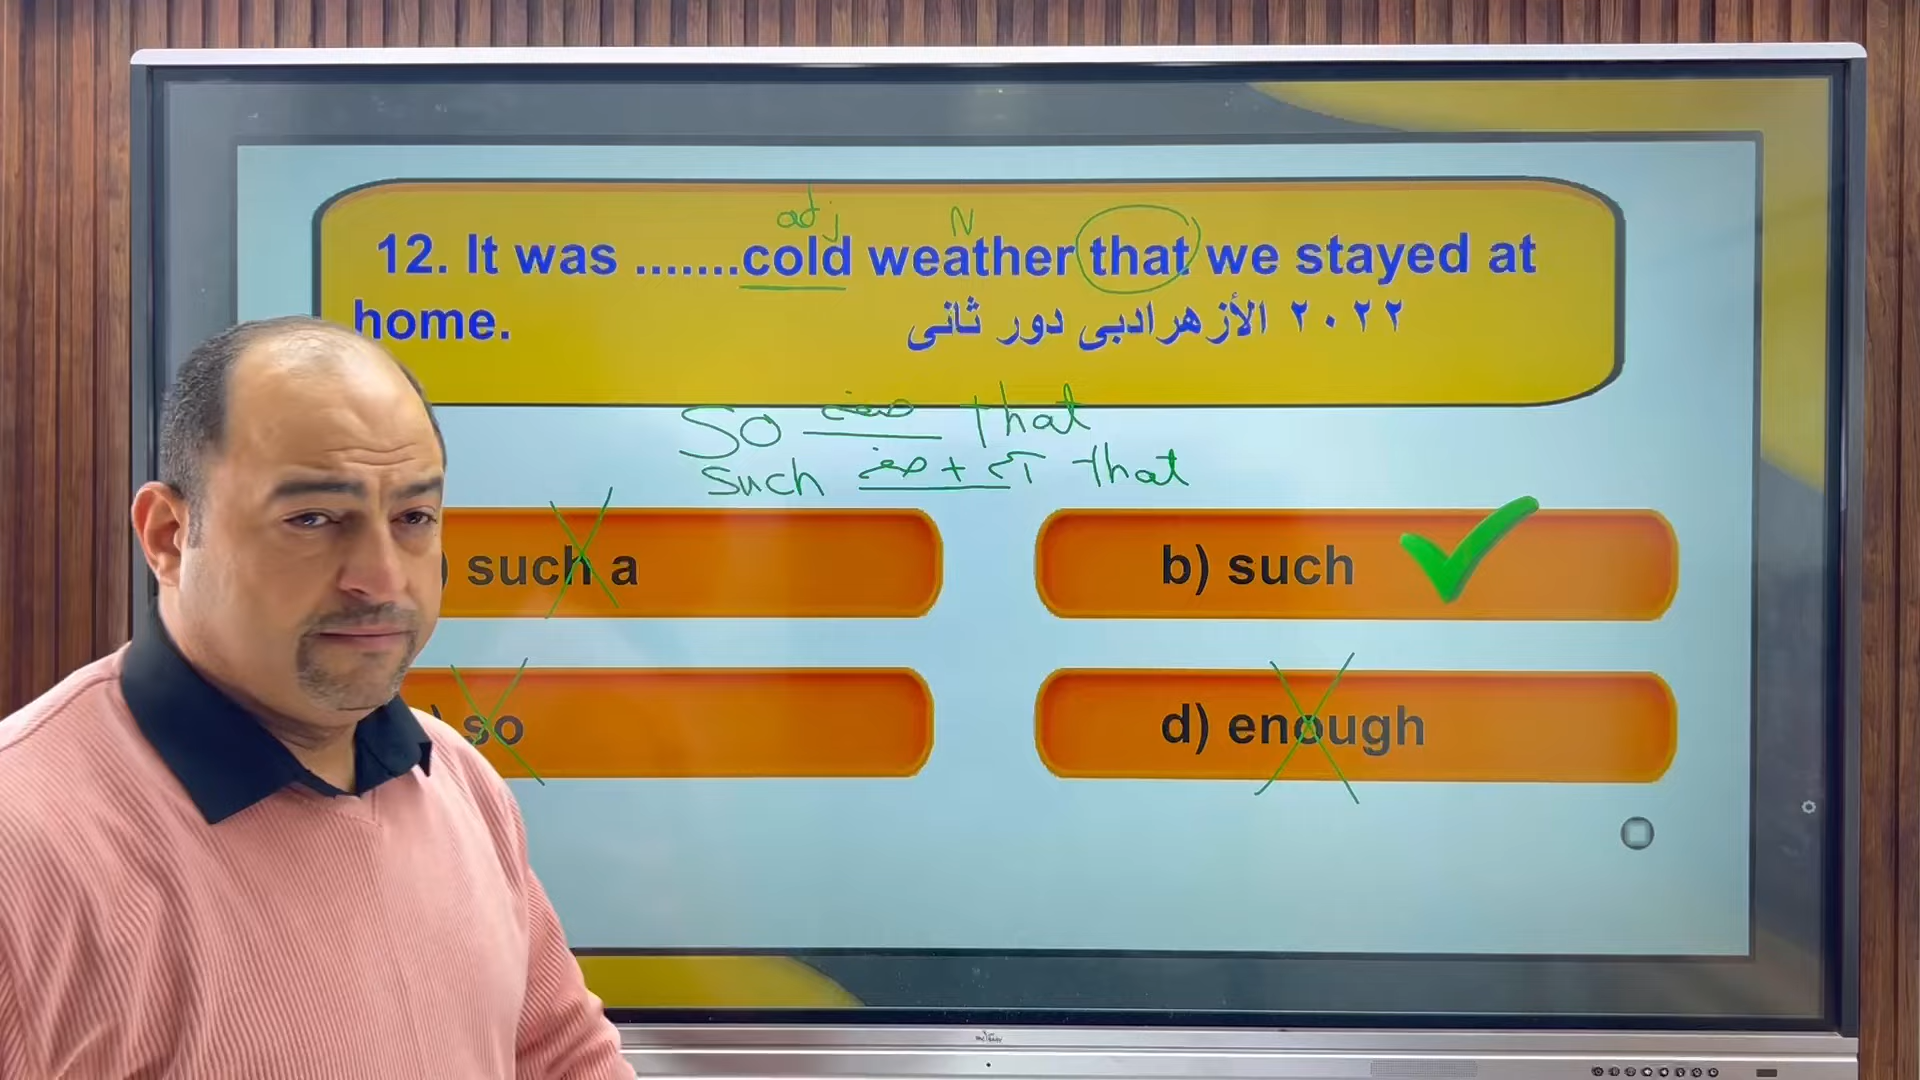 adj N
12. It was .......cold weather that we stayed at
home. ٢٠٢٢ الأزهرادبى دور ثانى
So صفة that
such صفة + اسم that
) such a
b) such
) so
d) enough